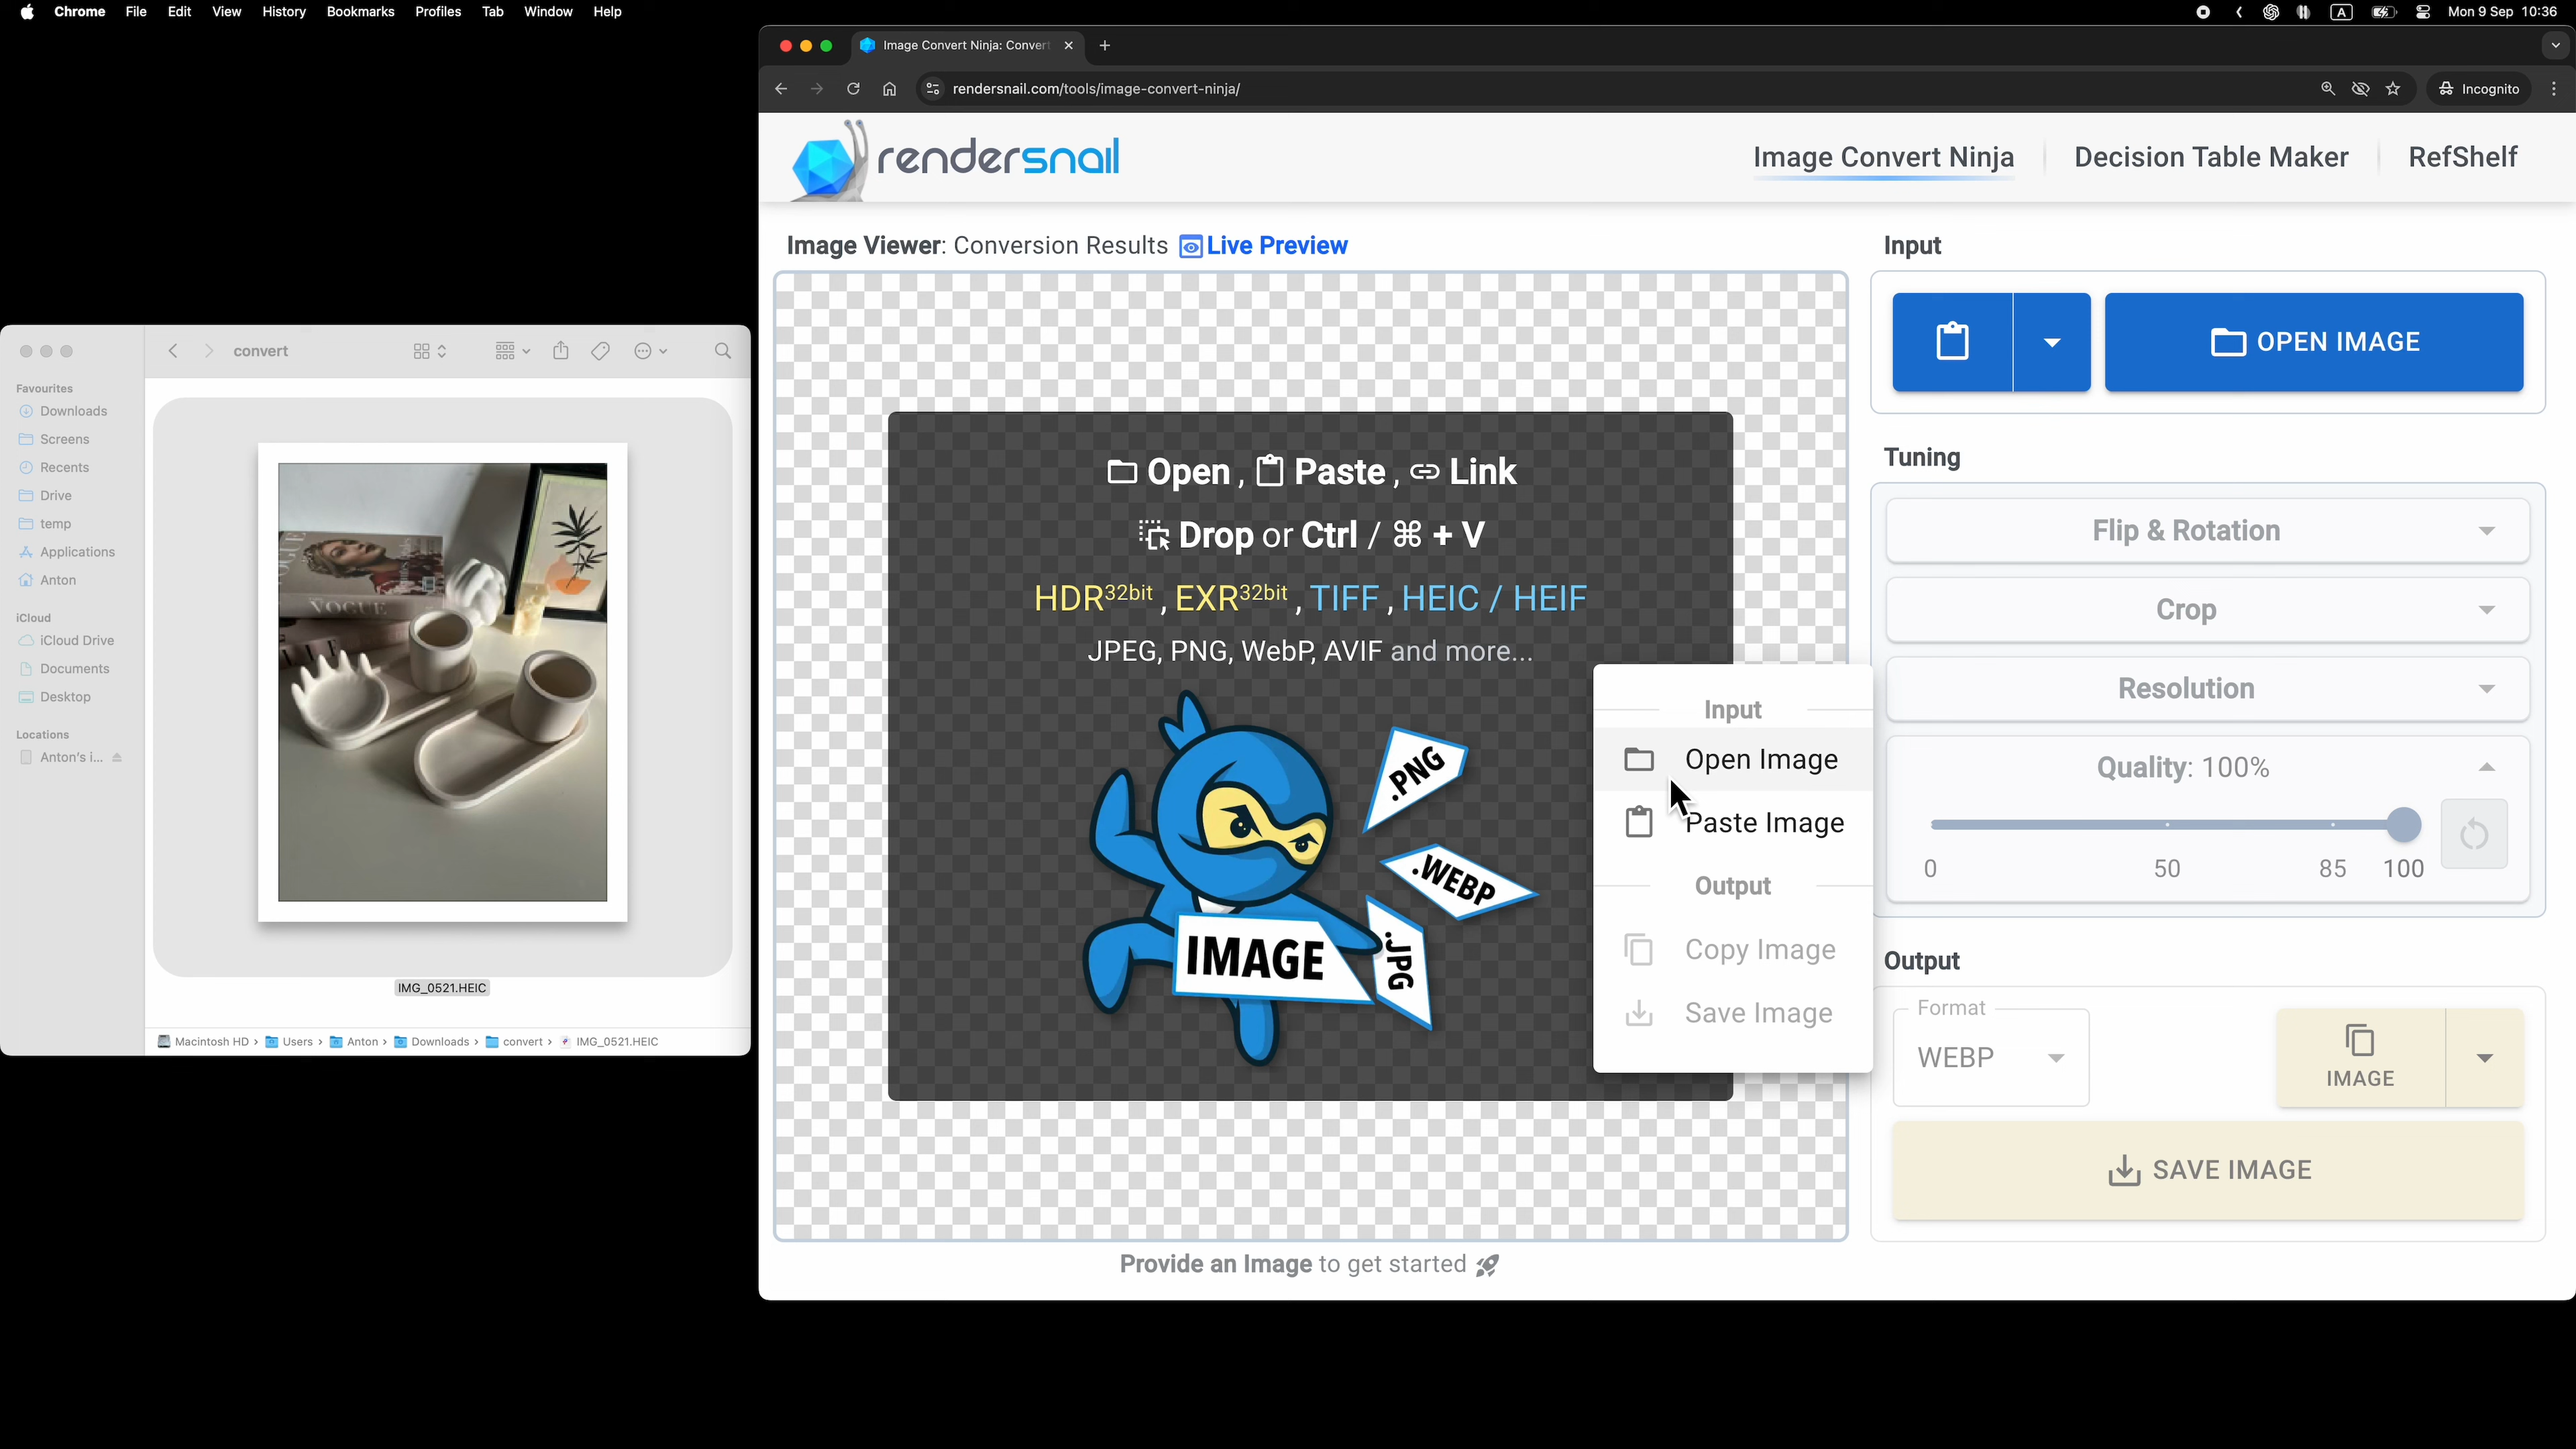 Chrome File Edit View History Bookmarks Profiles Tab Window Help
A
Mon 9 Sep 10:36
Image Convert Ninja: Convert
rendersnail.com/tools/image-convert-ninja/
Incognito
rendersnail
Image Convert Ninja
Decision Table Maker
RefShelf
convert
Favourites
Downloads
Screens
Recents
Drive
temp
Applications
Anton
iCloud
iCloud Drive
Documents
Desktop
Locations
Anton's i...
VOGUE
IMG_0521.HEIC
Macintosh HD › Users › Anton › Downloads › convert › IMG_0521.HEIC
Image Viewer: Conversion Results Live Preview
Open , Paste , Link
Drop or Ctrl / ⌘ + V
HDR32bit , EXR32bit , TIFF , HEIC / HEIF
JPEG, PNG, WebP, AVIF and more...
.PNG
.WEBP
.JPG
IMAGE
Input
Open Image
Paste Image
Output
Copy Image
Save Image
Provide an Image to get started
Input
OPEN IMAGE
Tuning
Flip & Rotation
Crop
Resolution
Quality: 100%
0 50 85 100
Output
Format
WEBP
IMAGE
SAVE IMAGE